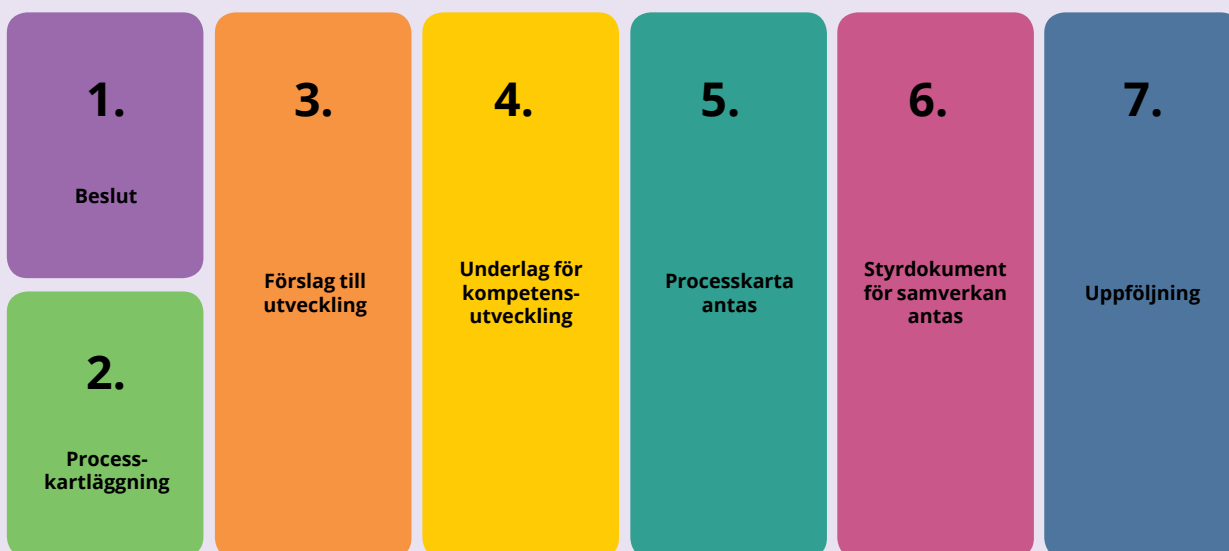 1.
Beslut
2.
Process-
kartläggning
3.
Förslag till
utveckling
4.
Underlag för
kompetens-
utveckling
5.
Processkarta
antas
6.
Styrdokument
för samverkan
antas
7.
Uppföljning